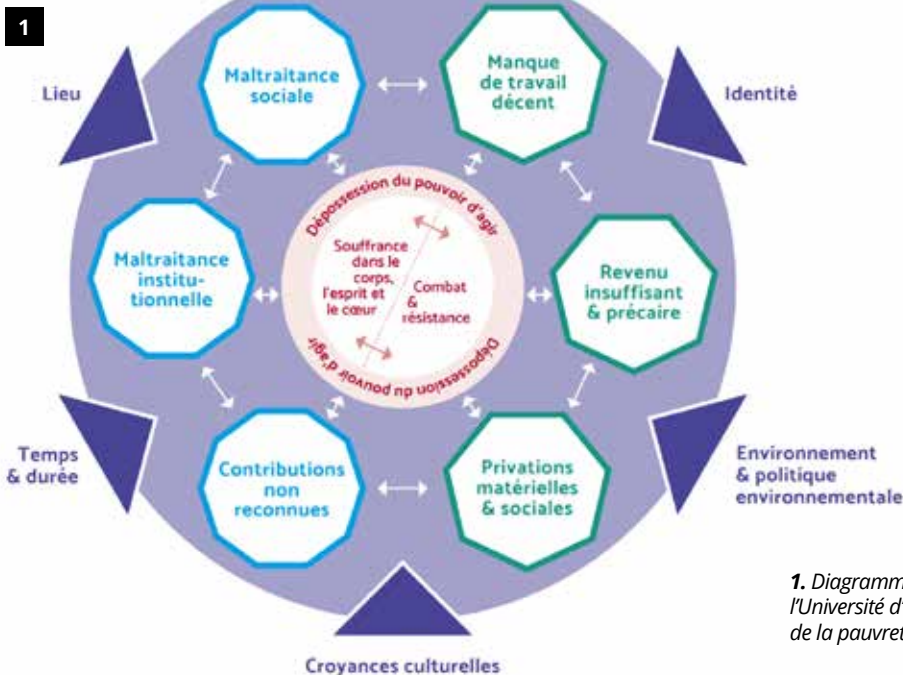 1
Lieu
Maltraitance
sociale
Manque
de travail
décent
Identité
Maltraitance
institu-
tionnelle
Dépossession du pouvoir d'agir
Souffrance
dans le
corps,
l'esprit et
le cœur
Combat
&
résistance
Dépossession du pouvoir d'agir
Revenu
insuffisant
& précaire
Temps
& durée
Contributions
non
reconnues
Privations
matérielles
& sociales
Environnement
& politique
environnementale
Croyances culturelles
1. Diagramm
l'Université d'
de la pauvret